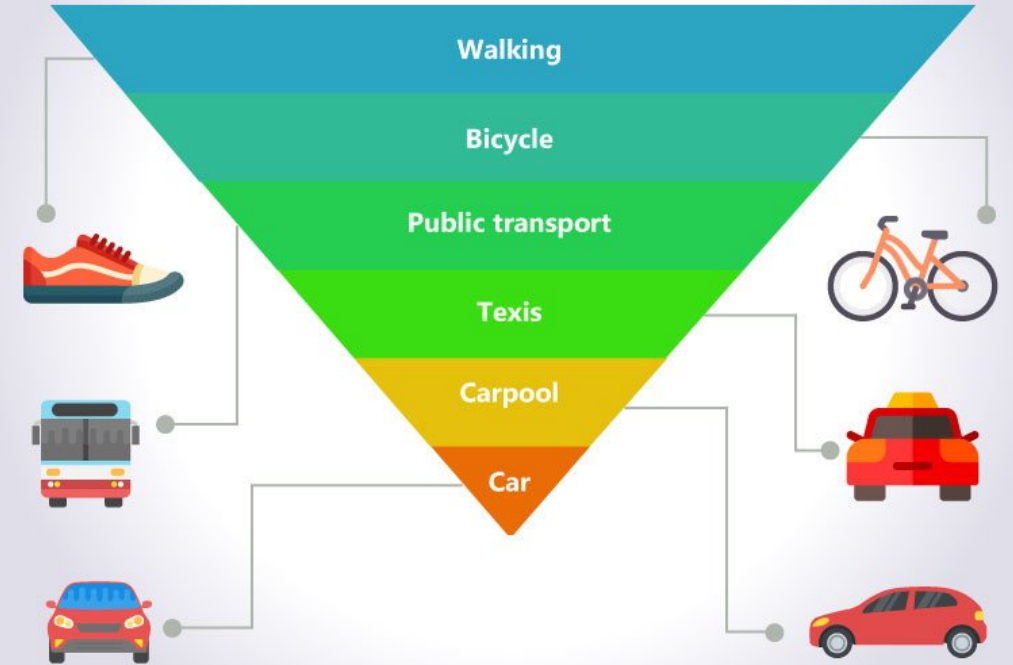 Walking
Bicycle
Public transport
Texis
Carpool
Car